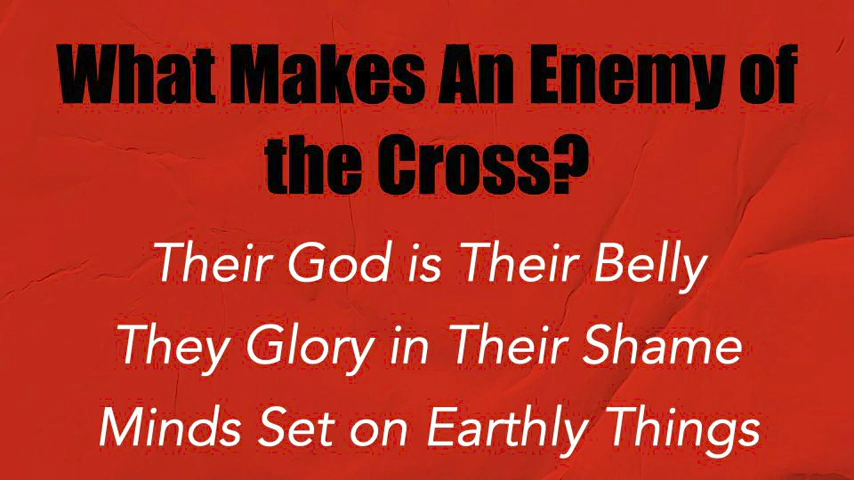 What Makes An Enemy of
the Cross?
Their God is Their Belly
They Glory in Their Shame
Minds Set on Earthly Things